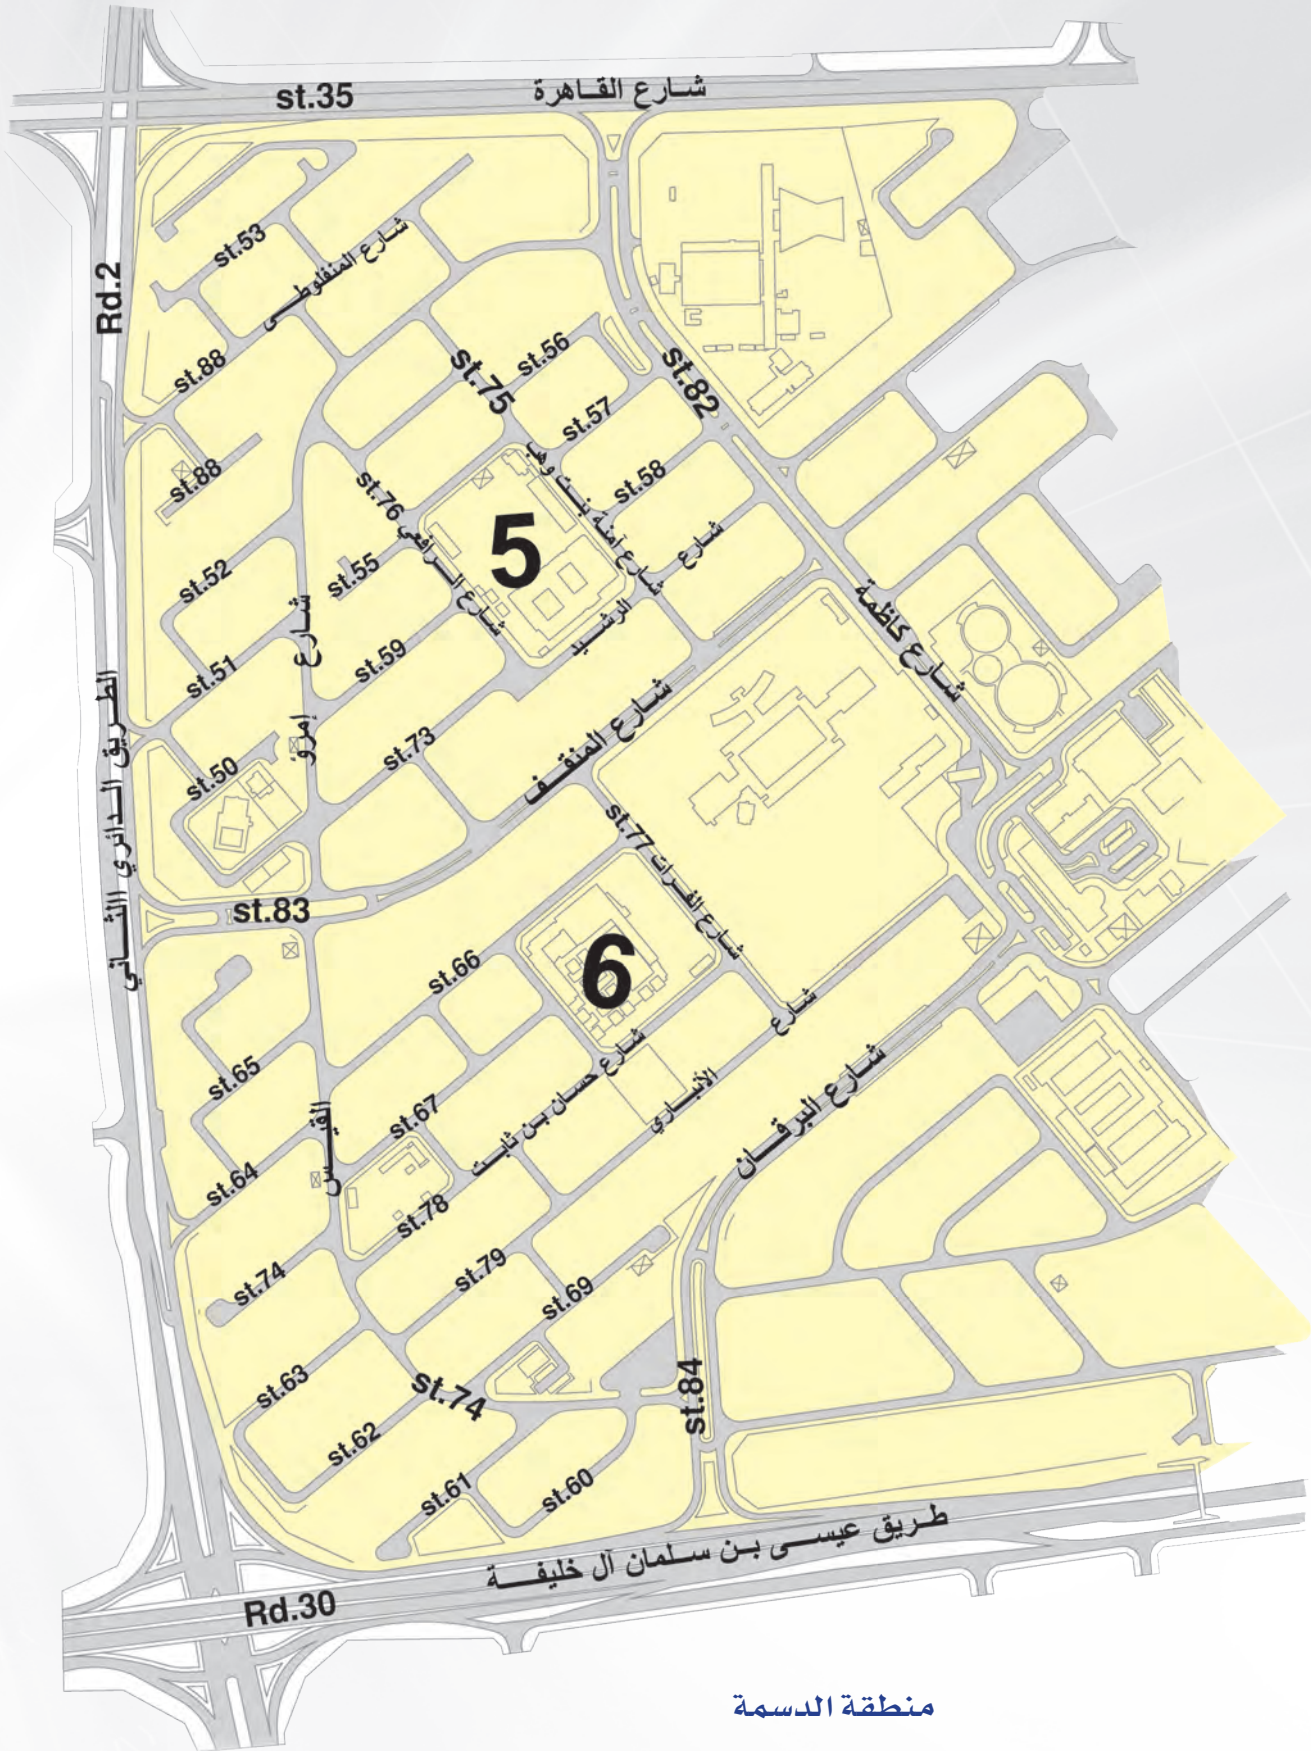 st.35
شارع القاهرة
st.53
شارع المنفلوطي
Rd.2
st.88
st.75
st.56
st.82
st.57
st.88
st.76
شارع آمنة بنت وهب
st.58
5
شارع الرافعي
شارع
الرشيد
st.55
st.52
شارع
شارع كاظمة
st.59
st.51
شارع المنقف
إمرؤ
st.73
st.50
الطريق الدائري الثاني
st.77
شارع الفرات
st.83
6
st.66
شارع
الأنباري
شارع حسان بن ثابت
شارع البرقان
st.65
st.67
القيس
st.64
st.78
st.79
st.74
st.69
st.63
st.74
st.84
st.62
st.61
st.60
طريق عيسى بن سلمان آل خليفة
Rd.30
منطقة الدسمة